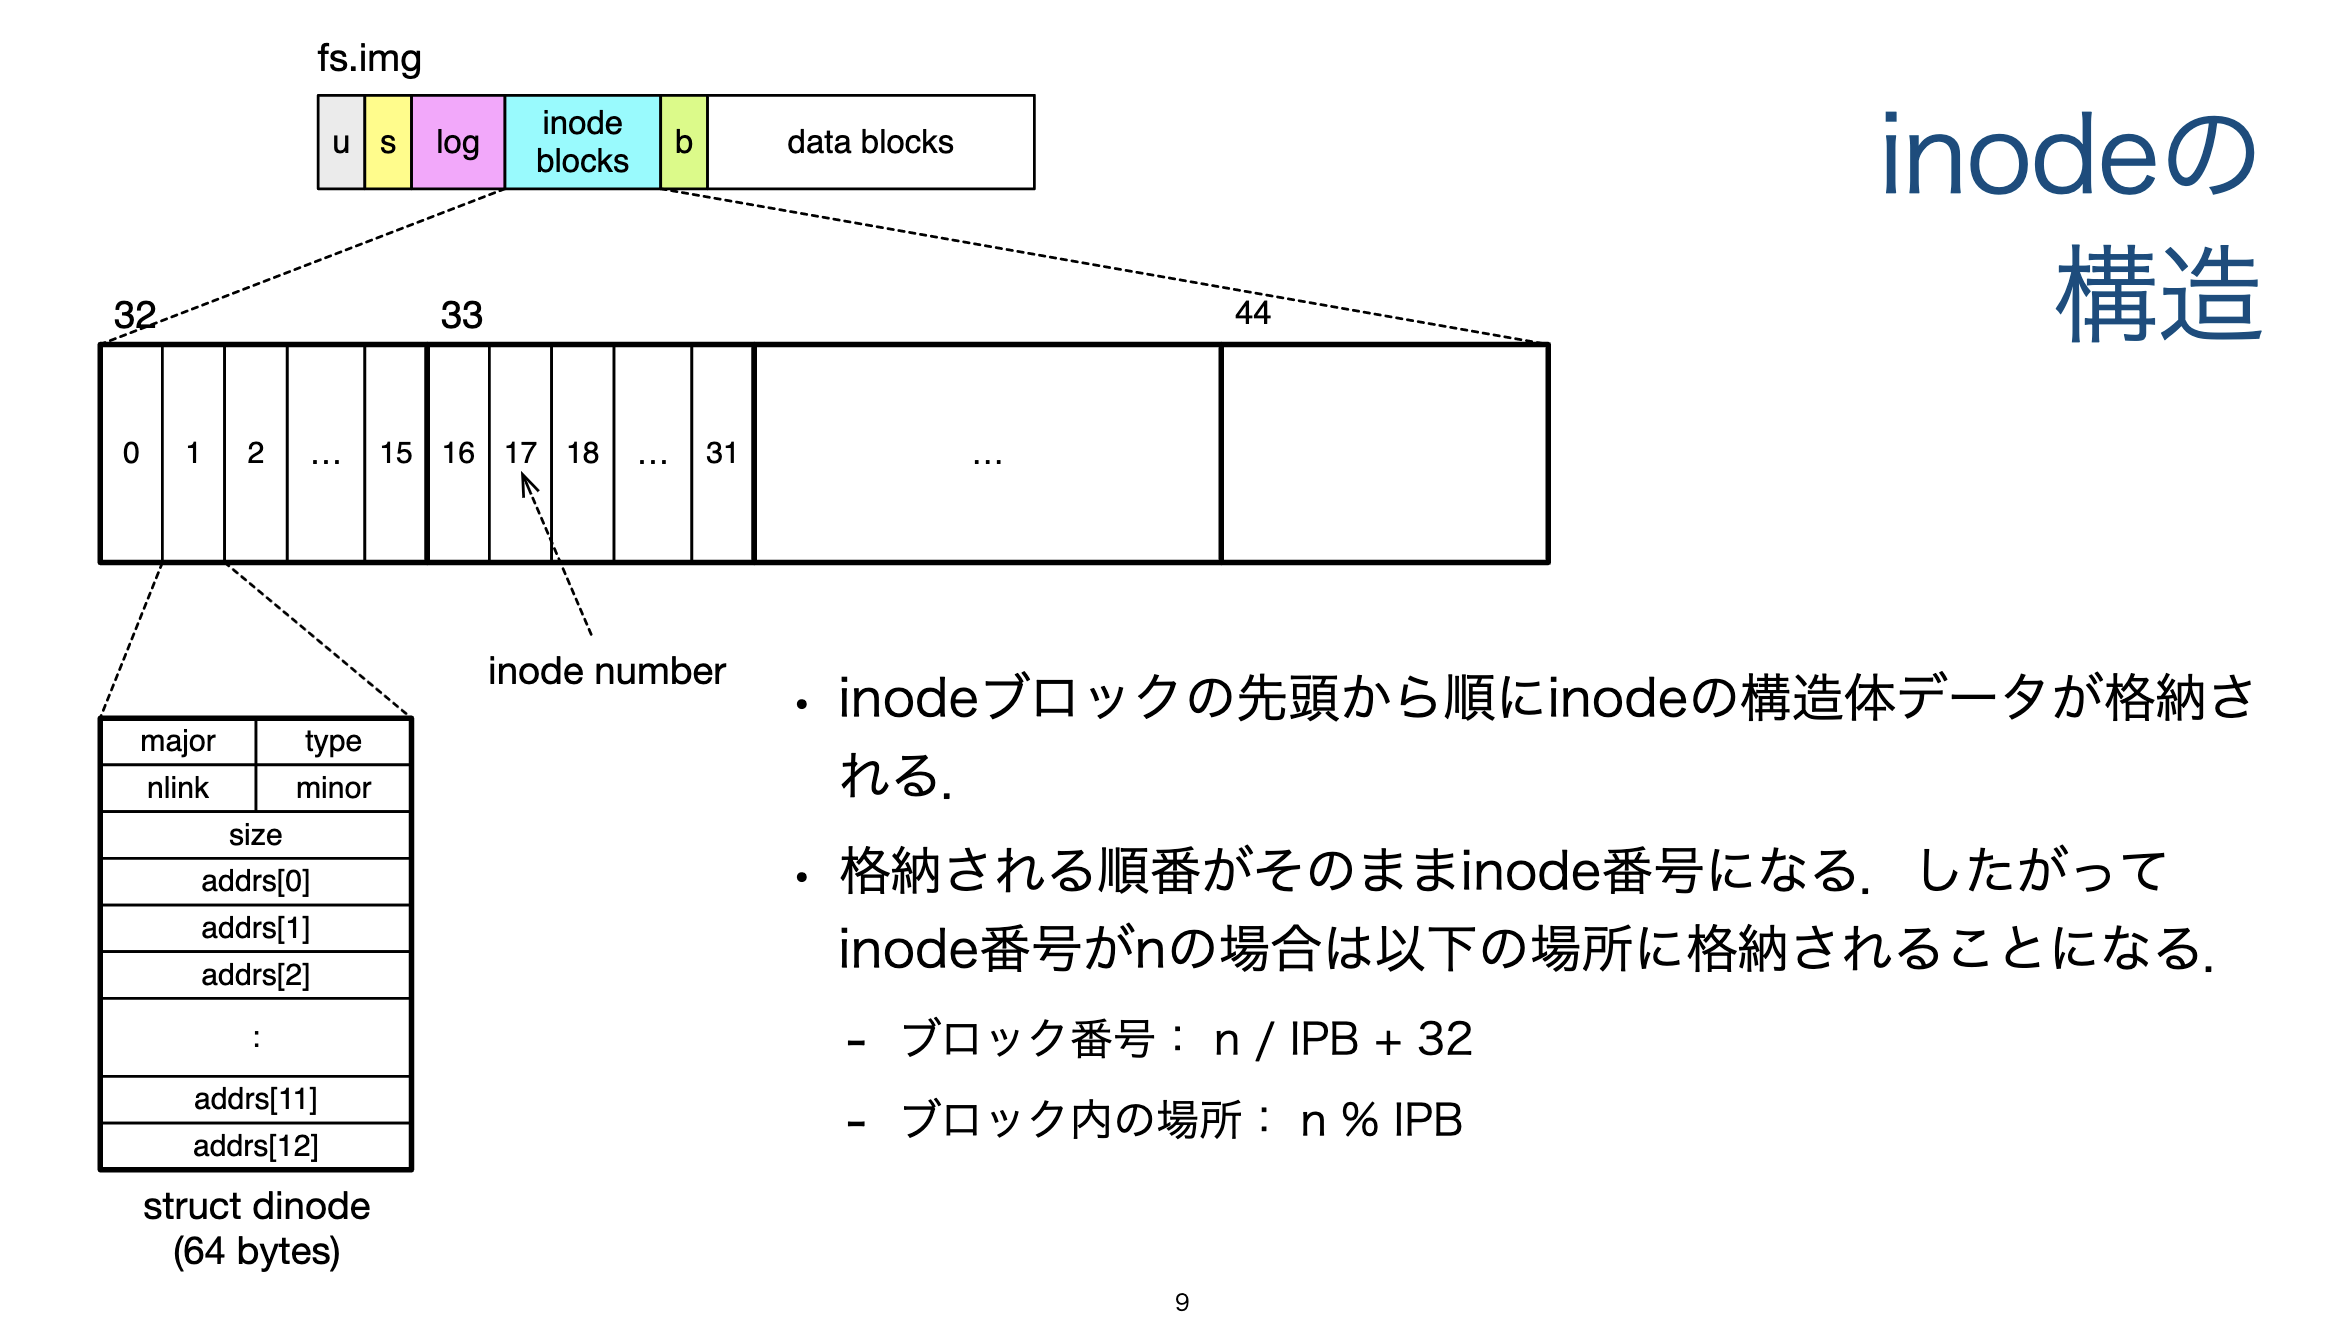 fs.img
u s log inode blocks b data blocks
inodeの
構造
32 33 44
0 1 2 … 15 16 17 18 … 31 …
inode number
major type
nlink minor
size
addrs[0]
addrs[1]
addrs[2]
:
addrs[11]
addrs[12]
struct dinode
(64 bytes)
• inodeブロックの先頭から順にinodeの構造体データが格納さ
れる．
• 格納される順番がそのままinode番号になる．したがって
inode番号がnの場合は以下の場所に格納されることになる．
- ブロック番号： n / IPB + 32
- ブロック内の場所： n % IPB
9